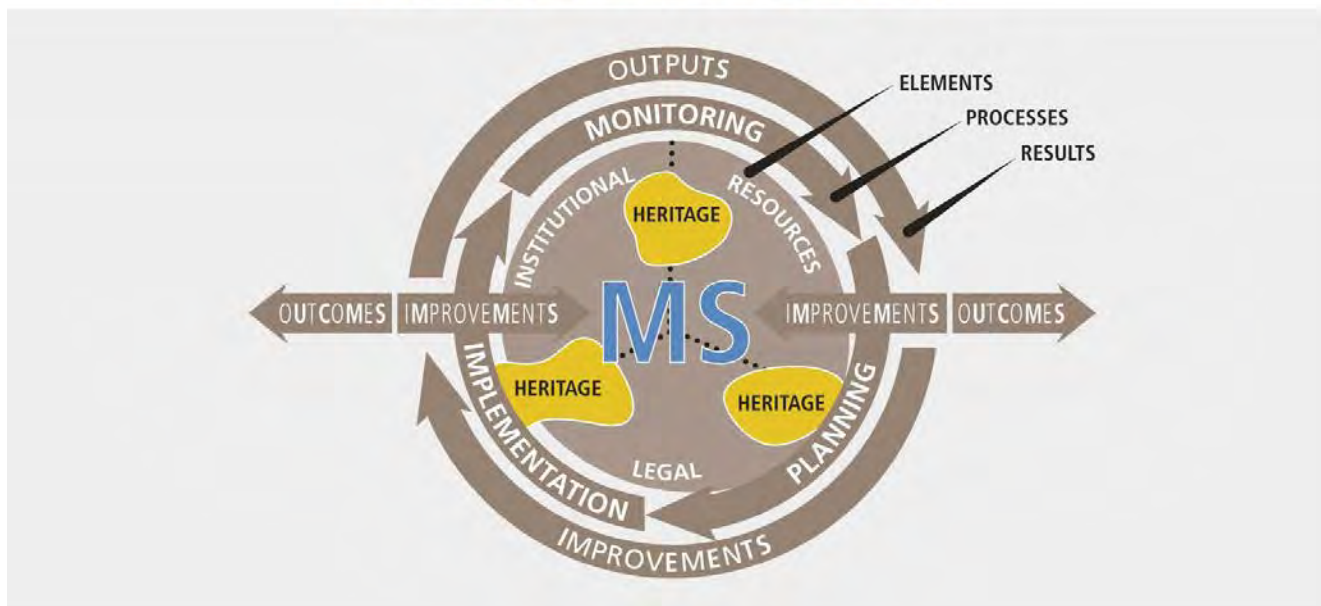 OUTPUTS
ELEMENTS
MONITORING
PROCESSES
RESULTS
INSTITUTIONAL
RESOURCES
HERITAGE
MS
OUTCOMES
IMPROVEMENTS
IMPROVEMENTS
OUTCOMES
HERITAGE
HERITAGE
IMPLEMENTATION
PLANNING
LEGAL
IMPROVEMENTS